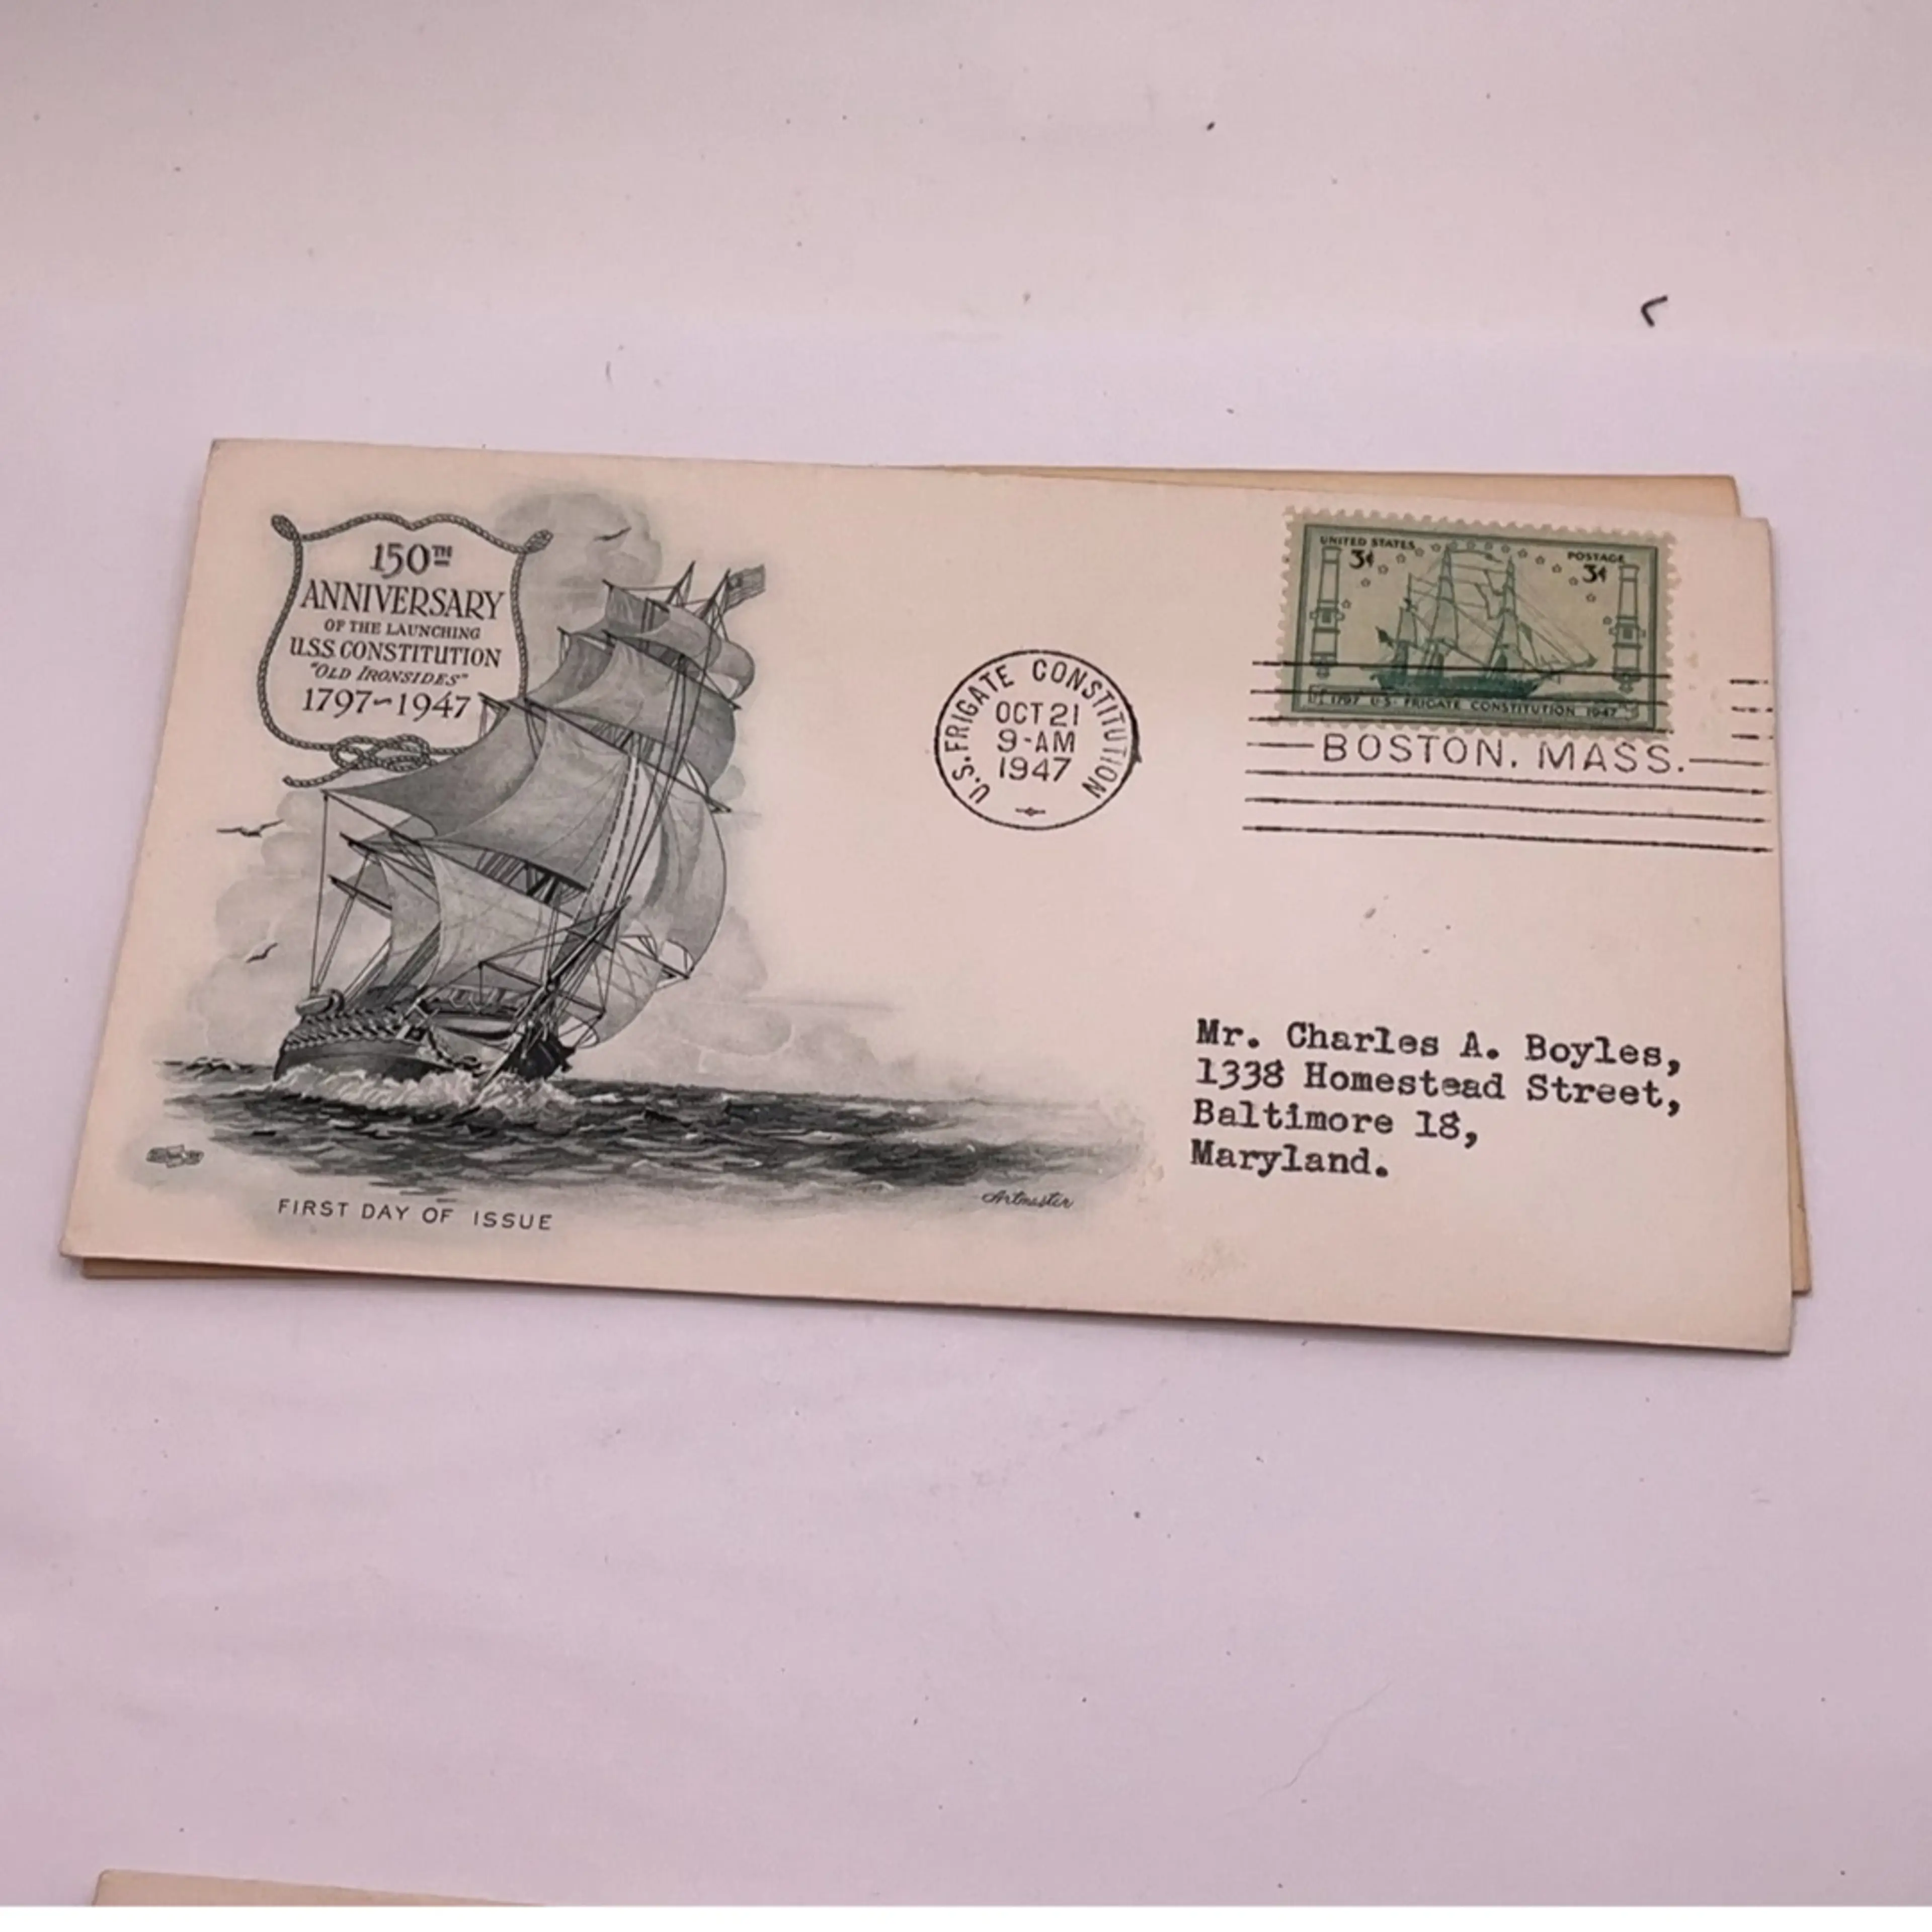 150TH
ANNIVERSARY
OF THE LAUNCHING
U.S.S. CONSTITUTION
"OLD IRONSIDES"
1797~1947
FIRST DAY OF ISSUE
Artmaster
U.S. FRIGATE CONSTITUTION
OCT 21
9-AM
1947
UNITED STATES POSTAGE
3¢ 3¢
1797 U.S. FRIGATE CONSTITUTION 1947
BOSTON, MASS.
Mr. Charles A. Boyles,
1338 Homestead Street,
Baltimore 18,
Maryland.